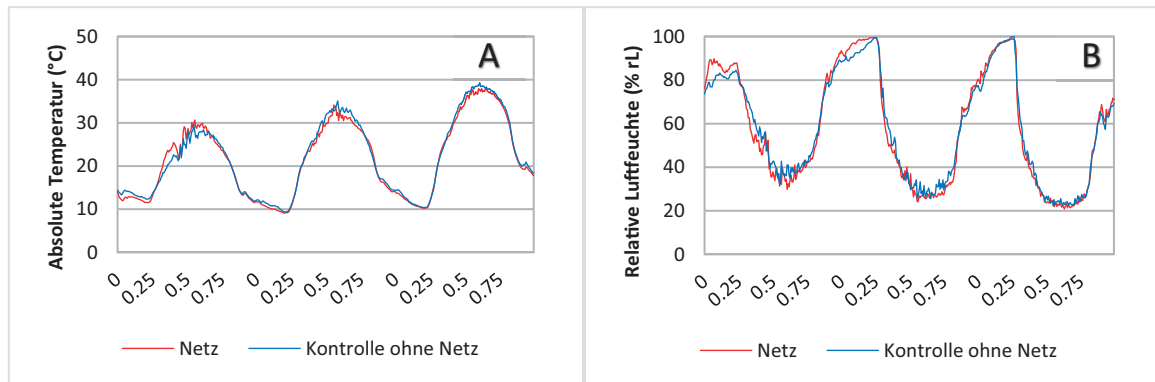 A
Absolute Temperatur (°C)
50
40
30
20
10
0
0 0.25 0.5 0.75 0 0.25 0.5 0.75 0 0.25 0.5 0.75
Netz Kontrolle ohne Netz
B
Relative Luftfeuchte (% rL)
100
80
60
40
20
0
0 0.25 0.5 0.75 0 0.25 0.5 0.75 0 0.25 0.5 0.75
Netz Kontrolle ohne Netz